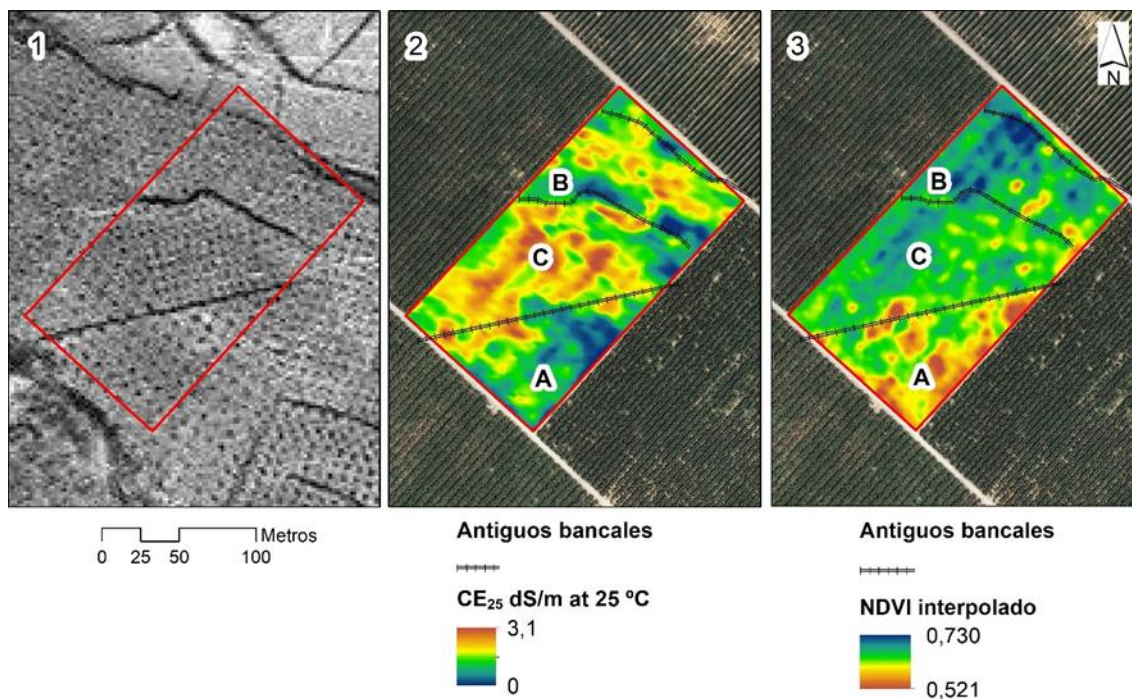 1
2
3
N
B
C
A
B
C
A
Metros
0 25 50 100
Antiguos bancales
CE25 dS/m at 25 ºC
3,1
0
Antiguos bancales
NDVI interpolado
0,730
0,521